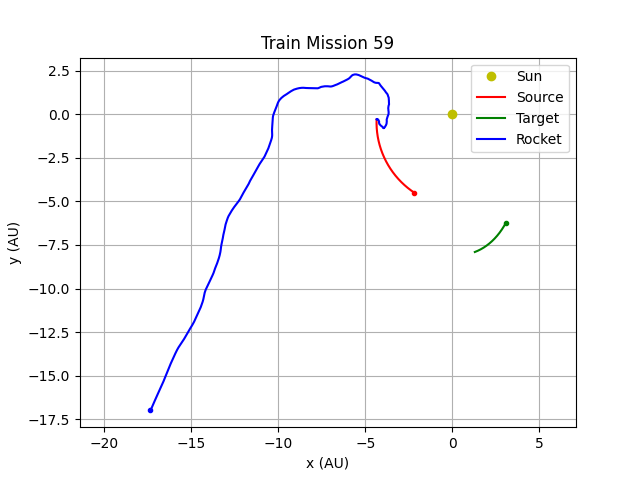 Train Mission 59
Sun
Source
Target
Rocket
2.5
0.0
−2.5
−5.0
−7.5
−10.0
−12.5
−15.0
−17.5
y (AU)
−20
−15
−10
−5
0
5
x (AU)